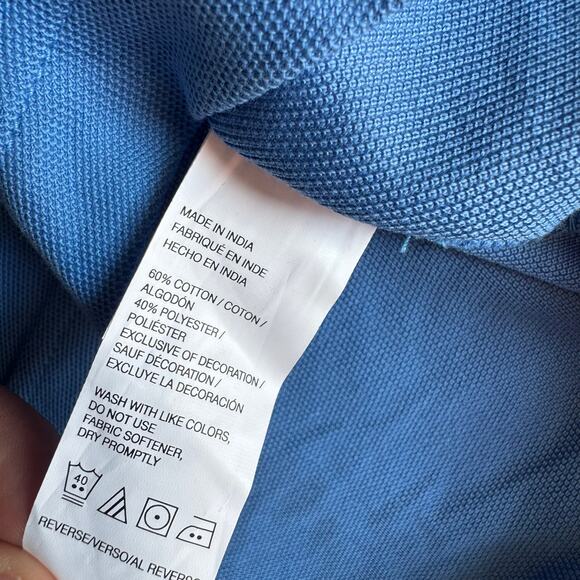 MADE IN INDIA
FABRIQUÉ EN INDE
HECHO EN INDIA
60% COTTON / COTON /
ALGODÓN
40% POLYESTER /
POLIÉSTER
EXCLUSIVE OF DECORATION /
SAUF DÉCORATION /
EXCLUYE LA DECORACIÓN
WASH WITH LIKE COLORS,
DO NOT USE
FABRIC SOFTENER,
DRY PROMPTLY
40
REVERSE/VERSO/AL REVERSO